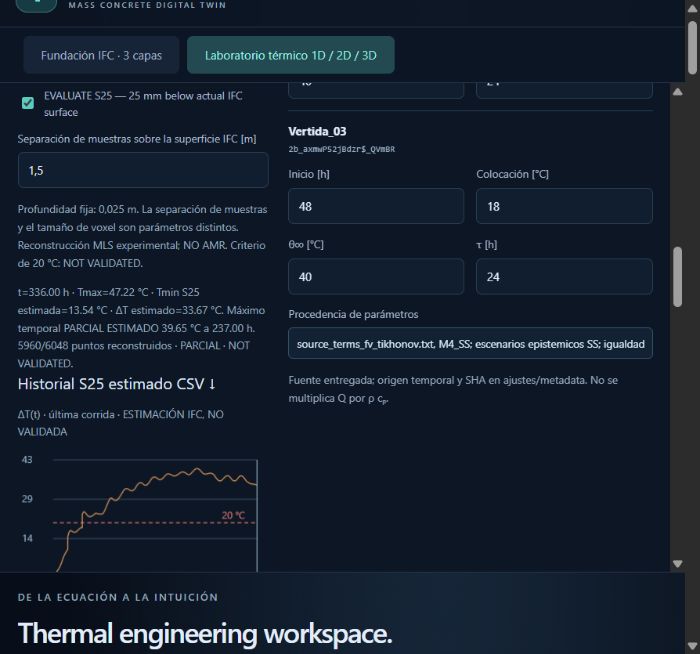 MASS CONCRETE DIGITAL TWIN
Fundación IFC · 3 capas
Laboratorio térmico 1D / 2D / 3D
EVALUATE S25 — 25 mm below actual IFC
surface
Separación de muestras sobre la superficie IFC [m]
1,5
Profundidad fija: 0,025 m. La separación de muestras
y el tamaño de voxel son parámetros distintos.
Reconstrucción MLS experimental; NO AMR. Criterio
de 20 °C: NOT VALIDATED.
t=336.00 h · Tmax=47.22 °C · Tmin S25
estimada=13.54 °C · ΔT estimado=33.67 °C. Máximo
temporal PARCIAL ESTIMADO 39.65 °C a 237.00 h.
5960/6048 puntos reconstruidos · PARCIAL · NOT
VALIDATED.
Historial S25 estimado CSV ↓
ΔT(t) · última corrida · ESTIMACIÓN IFC, NO
VALIDADA
43
29
20 °C
14
Vertida_03
2b_axmwP52jBdzr$_QVmBR
Inicio [h]
Colocación [°C]
48
18
θ∞ [°C]
τ [h]
40
24
Procedencia de parámetros
source_terms_fv_tikhonov.txt, M4_SS; escenarios epistemicos SS; igualdad
Fuente entregada; origen temporal y SHA en ajustes/metadata. No se
multiplica Q por ρ cₚ.
DE LA ECUACIÓN A LA INTUICIÓN
Thermal engineering workspace.